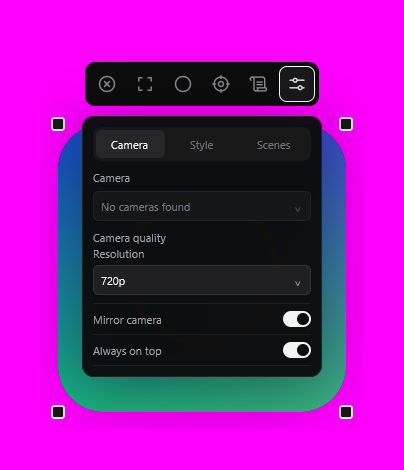 Camera
Style
Scenes
Camera
No cameras found
Camera quality
Resolution
720p
Mirror camera
Always on top